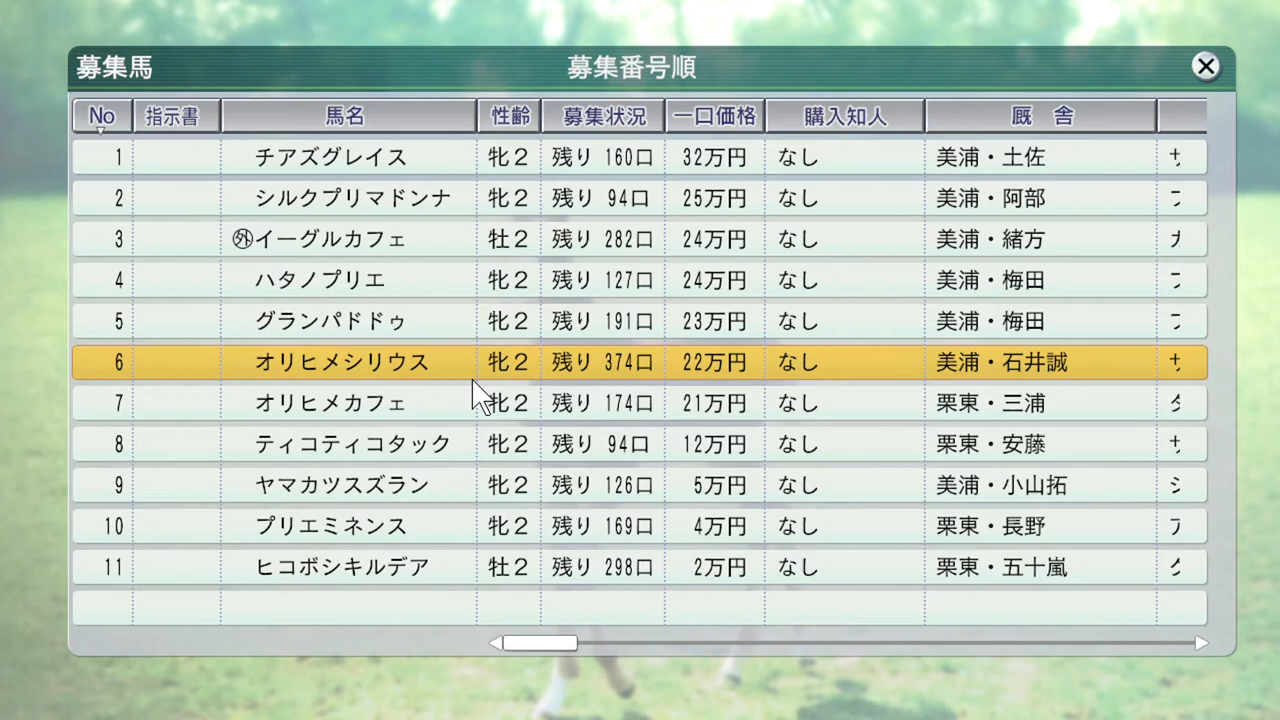 募集馬 募集番号順
No 指示書 馬名 性齢 募集状況 一口価格 購入知人 厩 舎
1 チアズグレイス 牝2 残り 160口 32万円 なし 美浦・土佐
2 シルクプリマドンナ 牝2 残り 94口 25万円 なし 美浦・阿部
3 外イーグルカフェ 牡2 残り 282口 24万円 なし 美浦・緒方
4 ハタノプリエ 牝2 残り 127口 24万円 なし 美浦・梅田
5 グランパドドゥ 牝2 残り 191口 23万円 なし 美浦・梅田
6 オリヒメシリウス 牝2 残り 374口 22万円 なし 美浦・石井誠
7 オリヒメカフェ 牝2 残り 174口 21万円 なし 栗東・三浦
8 ティコティコタック 牝2 残り 94口 12万円 なし 栗東・安藤
9 ヤマカツスズラン 牝2 残り 126口 5万円 なし 美浦・小山拓
10 プリエミネンス 牝2 残り 169口 4万円 なし 栗東・長野
11 ヒコボシキルデア 牡2 残り 298口 2万円 なし 栗東・五十嵐